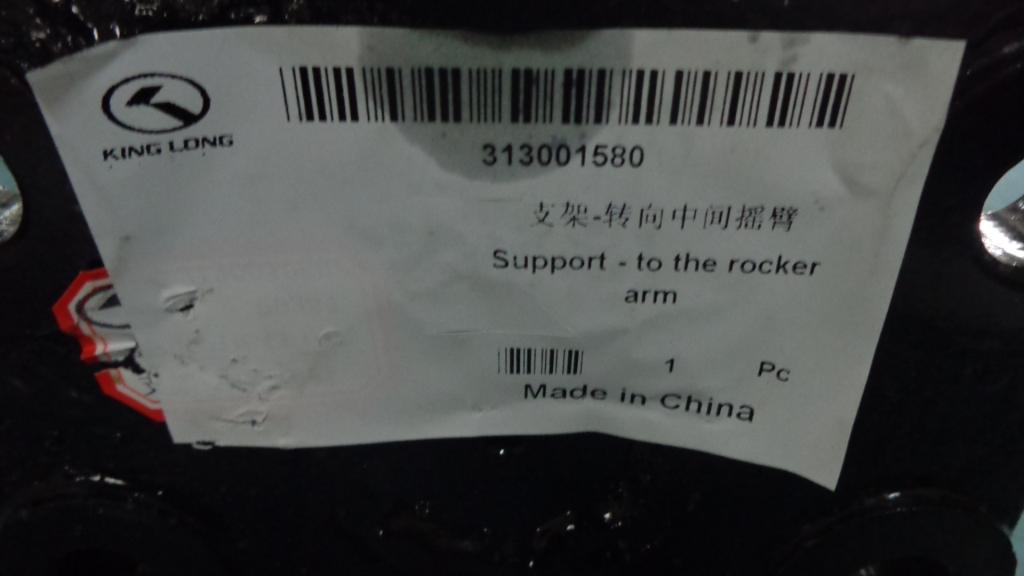 KING LONG
313001580
支架-转向中间摇臂
Support - to the rocker
arm
1 Pc
Made in China